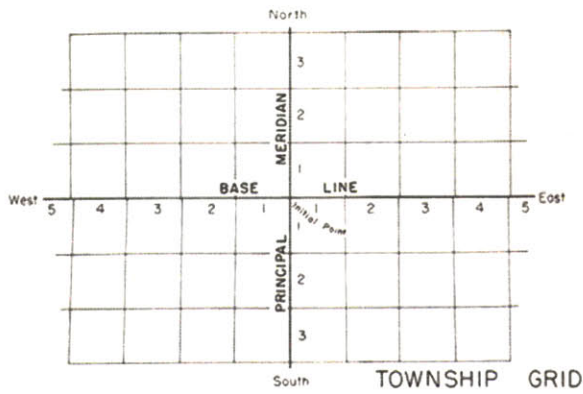 North
3
2
MERIDIAN
1
BASE LINE
West East
5 4 3 2 1 1 2 3 4 5
Initial Point
1
PRINCIPAL
2
3
South
TOWNSHIP GRID